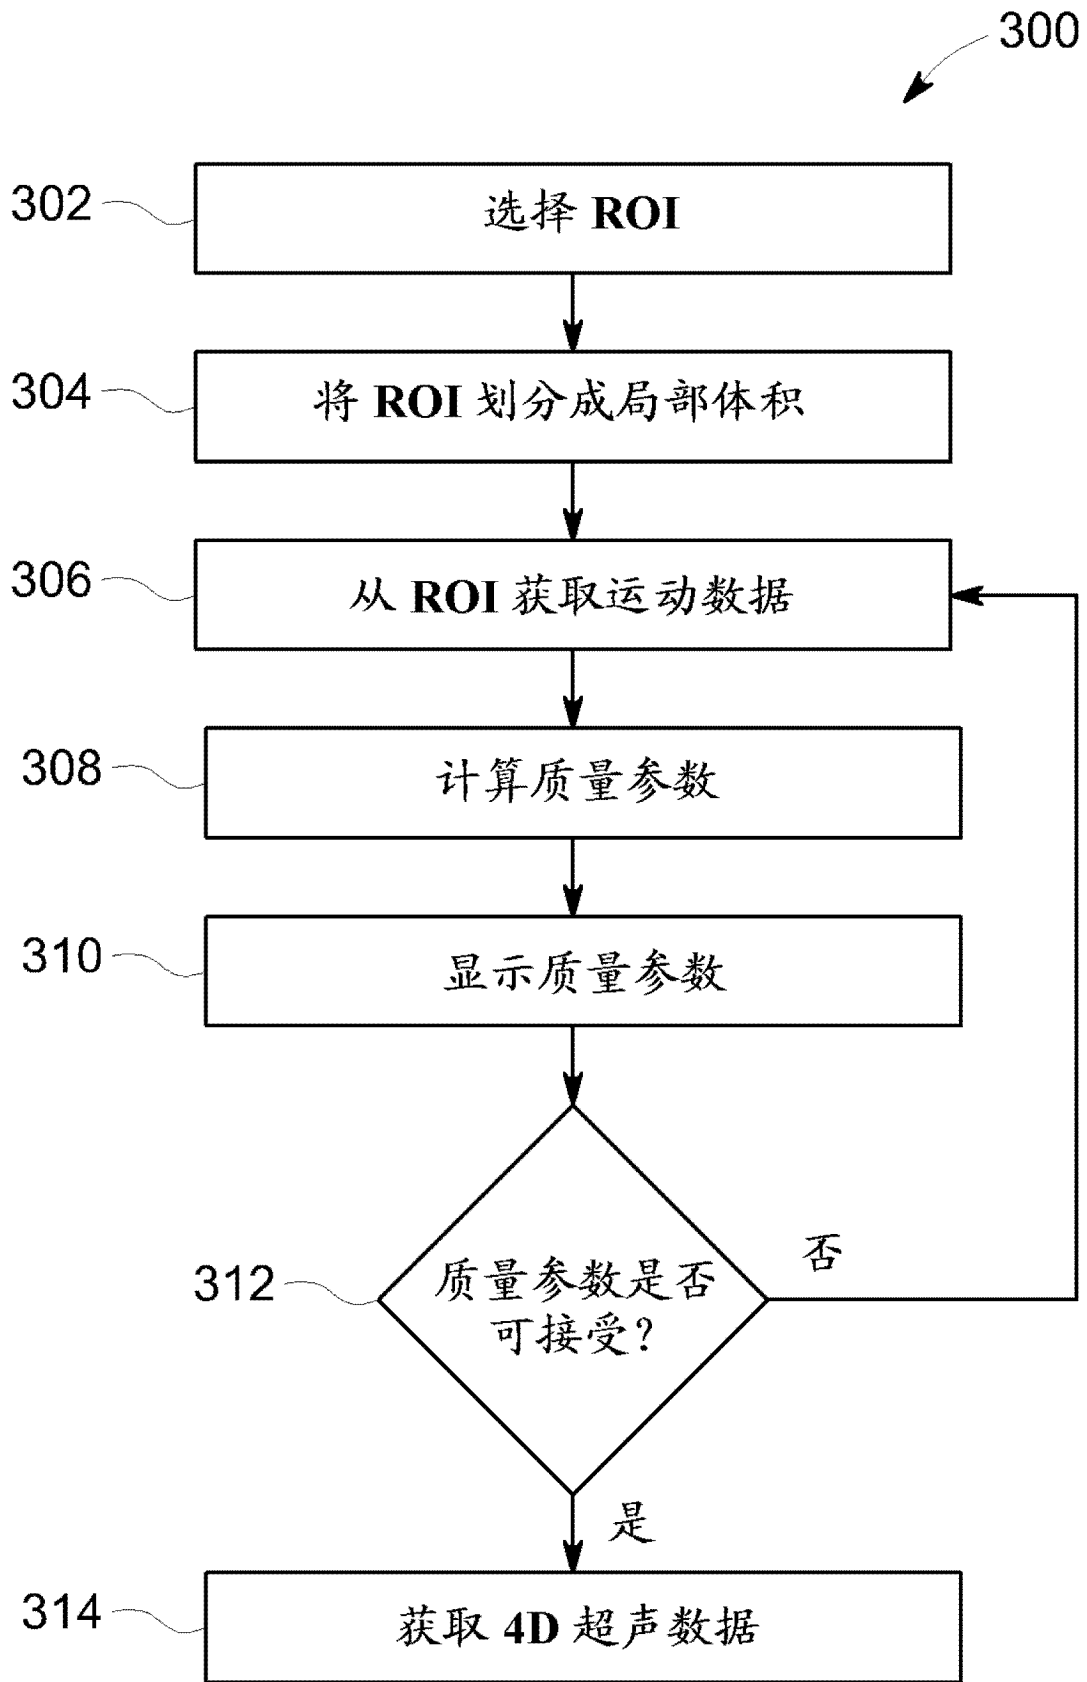 300
302
选择 ROI
304
将 ROI 划分成局部体积
306
从 ROI 获取运动数据
308
计算质量参数
310
显示质量参数
312
质量参数是否
可接受?
否
是
314
获取 4D 超声数据